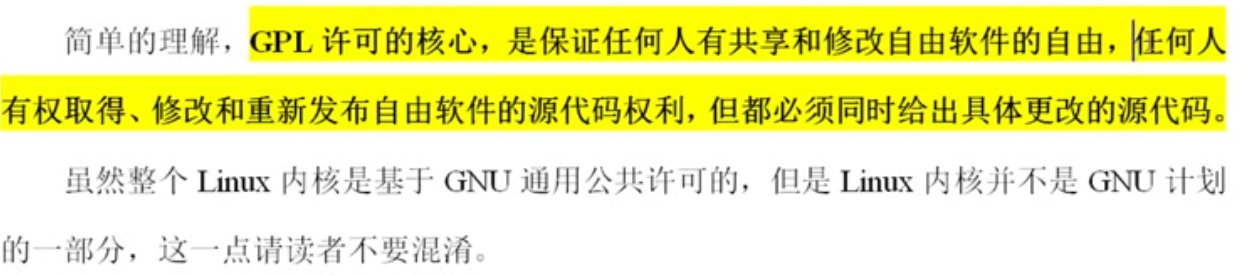 简单的理解，GPL 许可的核心，是保证任何人有共享和修改自由软件的自由，任何人
有权取得、修改和重新发布自由软件的源代码权利，但都必须同时给出具体更改的源代码。
虽然整个 Linux 内核是基于 GNU 通用公共许可的，但是 Linux 内核并不是 GNU 计划
的一部分，这一点请读者不要混淆。